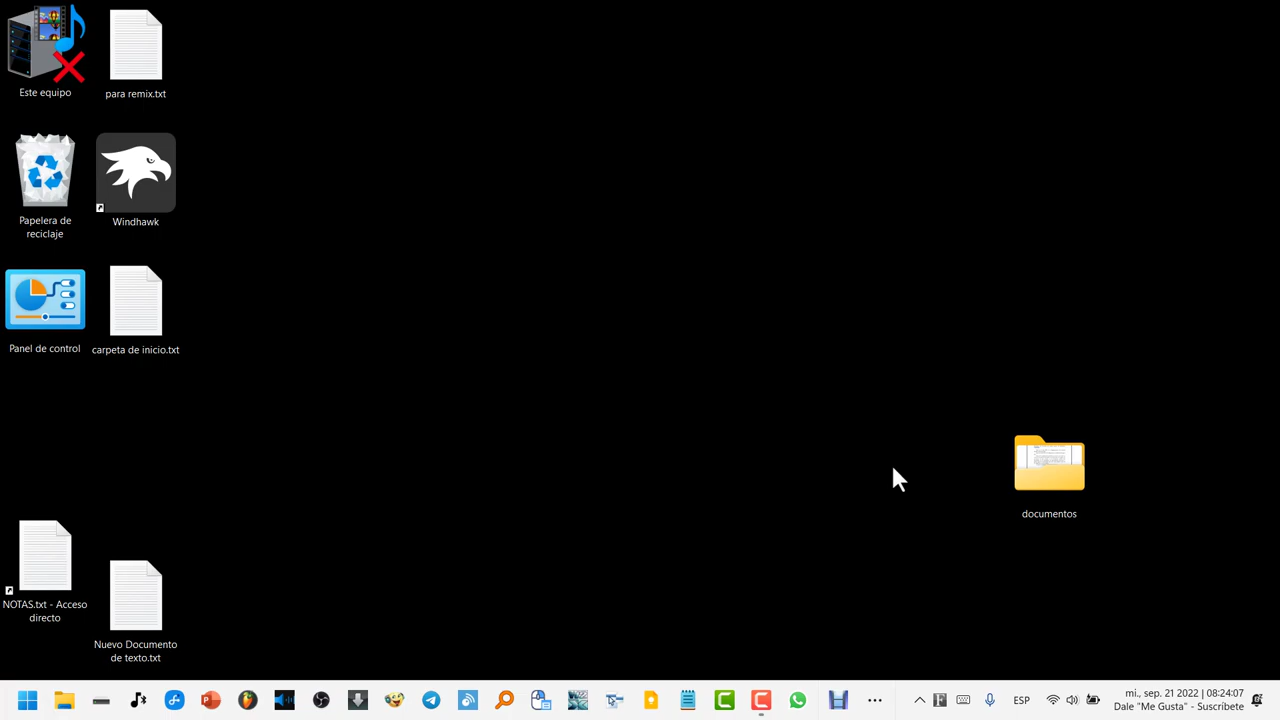 Este equipo
para remix.txt
Papelera de
reciclaje
Windhawk
Panel de control
carpeta de inicio.txt
documentos
NOTAS.txt - Acceso
directo
Nuevo Documento
de texto.txt
ESP
mi., sep. 21 2022 | 08:24:07
Dale "Me Gusta" - Suscríbete